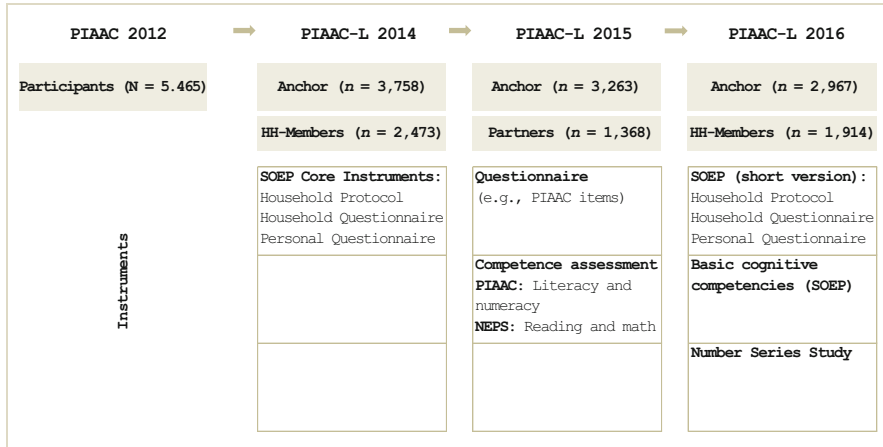 PIAAC 2012
PIAAC-L 2014
PIAAC-L 2015
PIAAC-L 2016
Participants (N = 5.465)
Anchor (n = 3,758)
Anchor (n = 3,263)
Anchor (n = 2,967)
HH-Members (n = 2,473)
Partners (n = 1,368)
HH-Members (n = 1,914)
Instruments
SOEP Core Instruments:
Household Protocol
Household Questionnaire
Personal Questionnaire
Questionnaire
(e.g., PIAAC items)
SOEP (short version):
Household Protocol
Household Questionnaire
Personal Questionnaire
Competence assessment
PIAAC: Literacy and
numeracy
NEPS: Reading and math
Basic cognitive
competencies (SOEP)
Number Series Study